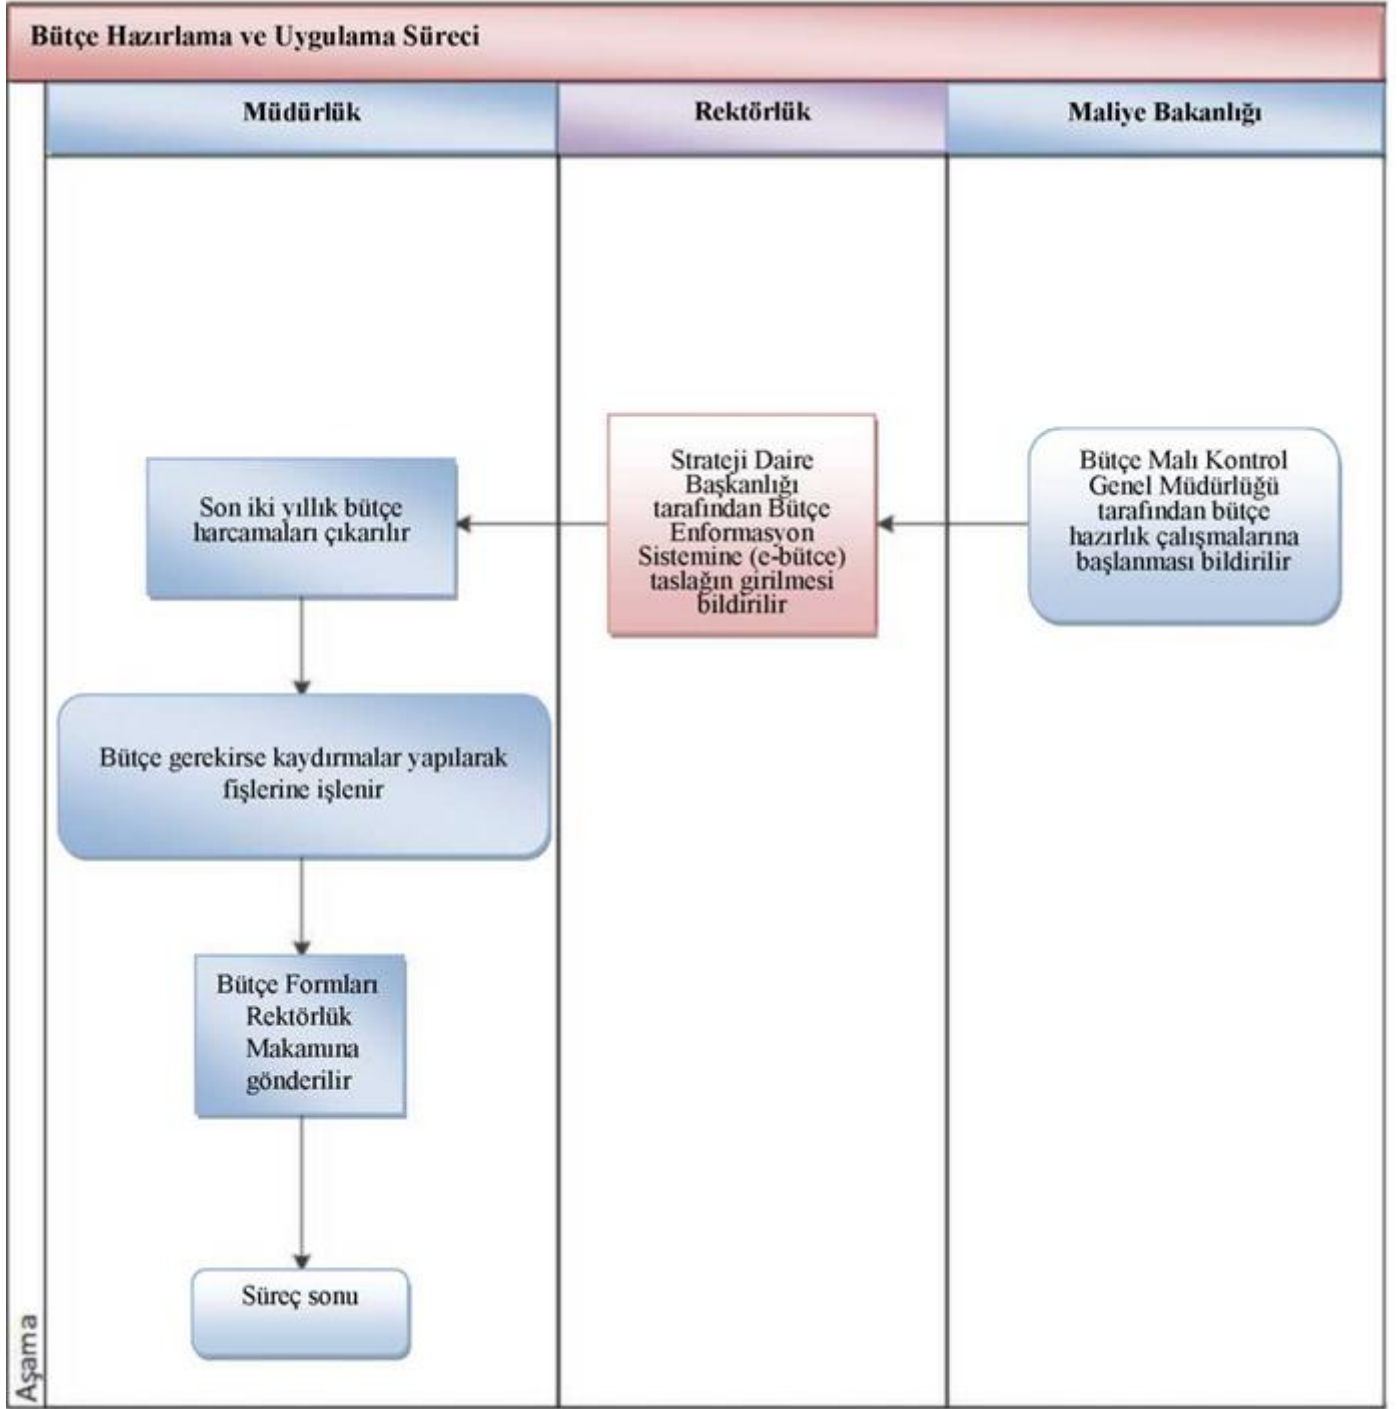 Bütçe Hazırlama ve Uygulama Süreci
Müdürlük
Rektörlük
Maliye Bakanlığı
Bütçe Malı Kontrol
Genel Müdürlüğü
tarafından bütçe
hazırlık çalışmalarına
başlanması bildirilir
Strateji Daire
Başkanlığı
tarafından Bütçe
Enformasyon
Sistemine (e-bütce)
taslağın girilmesi
bildirilir
Son iki yıllık bütçe
harcamaları çıkarılır
Bütçe gerekirse kaydırmalar yapılarak
fişlerine işlenir
Bütçe Formları
Rektörlük
Makamına
gönderilir
Süreç sonu
Aşama